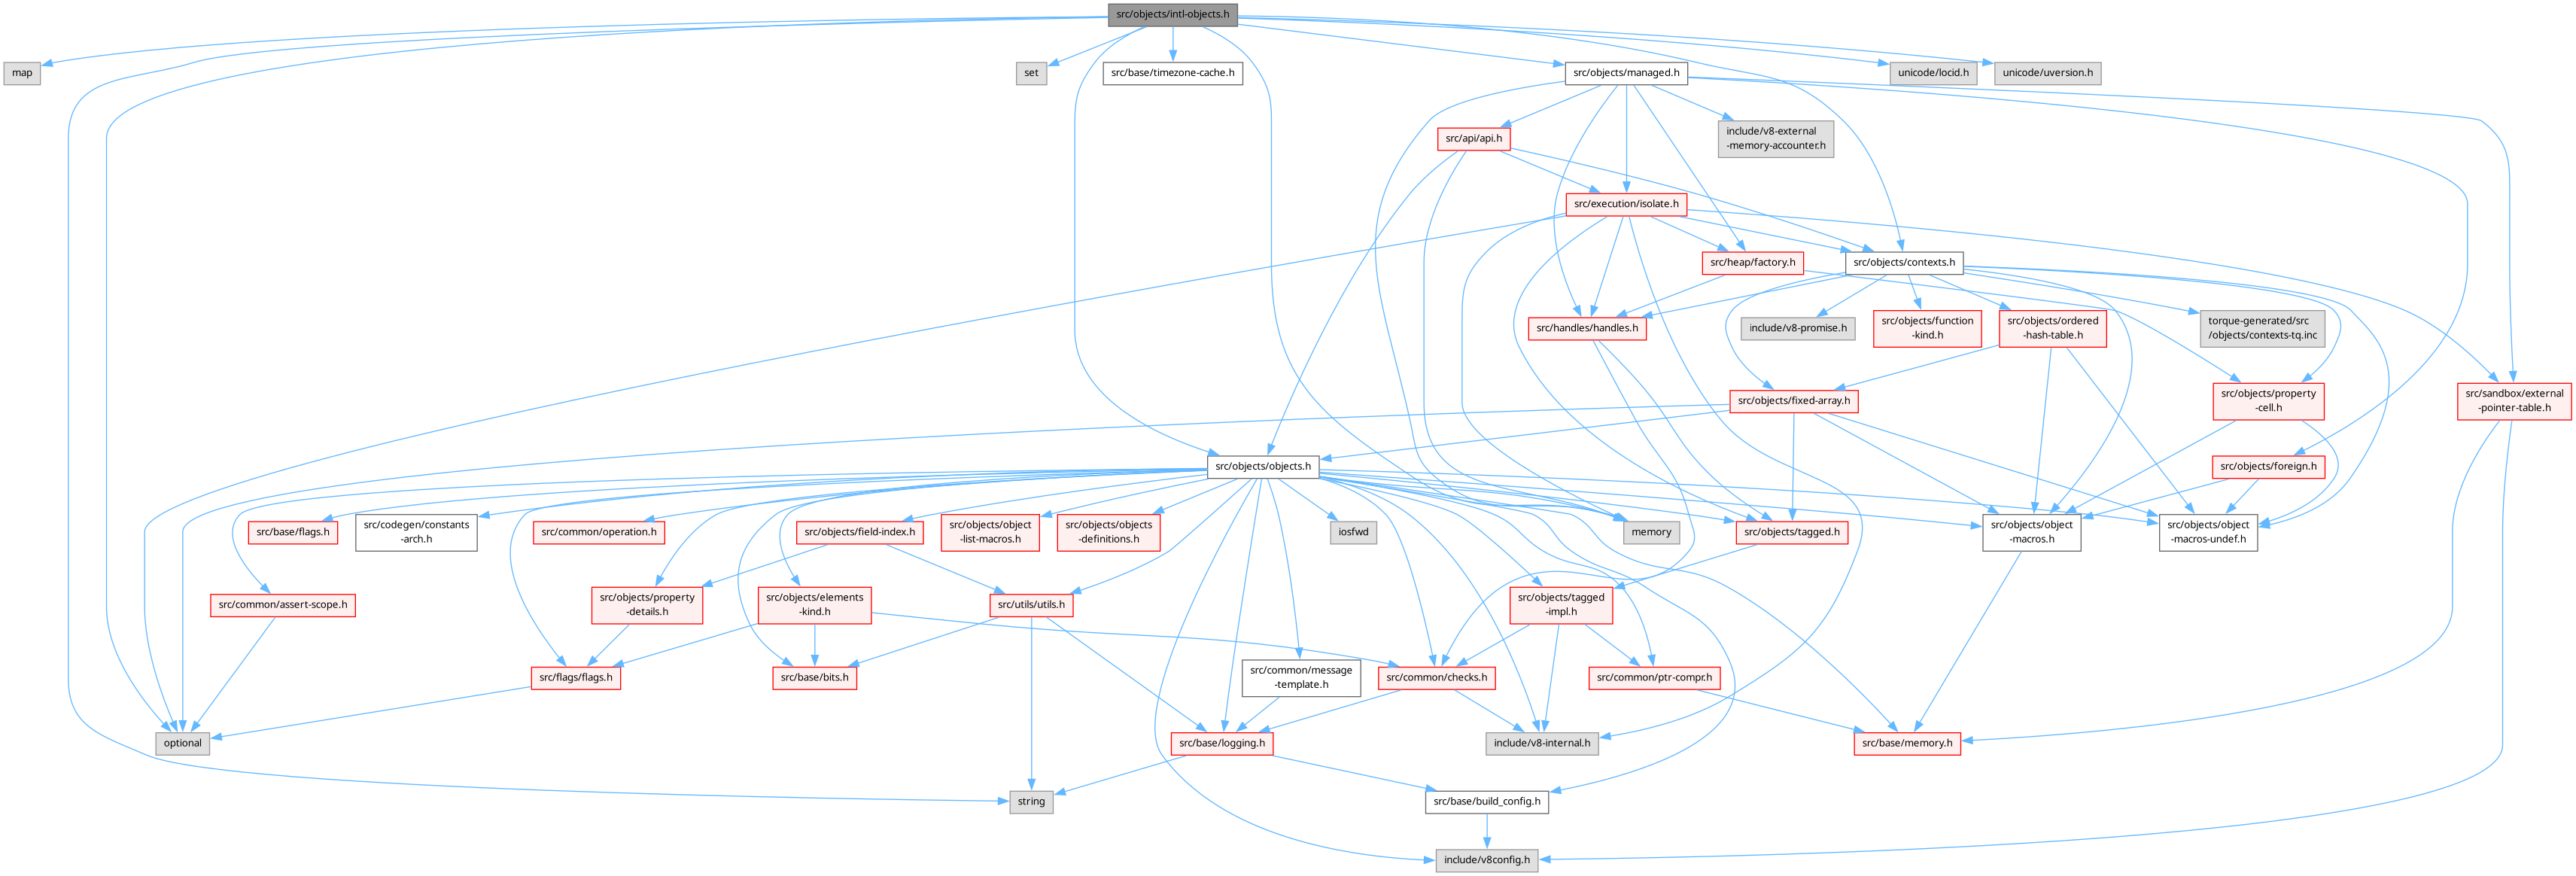 src/objects/intl-objects.h
map
set
src/base/timezone-cache.h
src/objects/managed.h
unicode/locid.h
unicode/uversion.h
src/api/api.h
include/v8-external
-memory-accounter.h
src/execution/isolate.h
src/heap/factory.h
src/objects/contexts.h
src/handles/handles.h
include/v8-promise.h
src/objects/function
-kind.h
src/objects/ordered
-hash-table.h
torque-generated/src
/objects/contexts-tq.inc
src/objects/fixed-array.h
src/objects/property
-cell.h
src/sandbox/external
-pointer-table.h
src/objects/objects.h
src/objects/foreign.h
src/base/flags.h
src/codegen/constants
-arch.h
src/common/operation.h
src/objects/field-index.h
src/objects/object
-list-macros.h
src/objects/objects
-definitions.h
iosfwd
memory
src/objects/tagged.h
src/objects/object
-macros.h
src/objects/object
-macros-undef.h
src/common/assert-scope.h
src/objects/property
-details.h
src/objects/elements
-kind.h
src/utils/utils.h
src/objects/tagged
-impl.h
src/flags/flags.h
src/base/bits.h
src/common/message
-template.h
src/common/checks.h
src/common/ptr-compr.h
optional
src/base/logging.h
include/v8-internal.h
src/base/memory.h
string
src/base/build_config.h
include/v8config.h